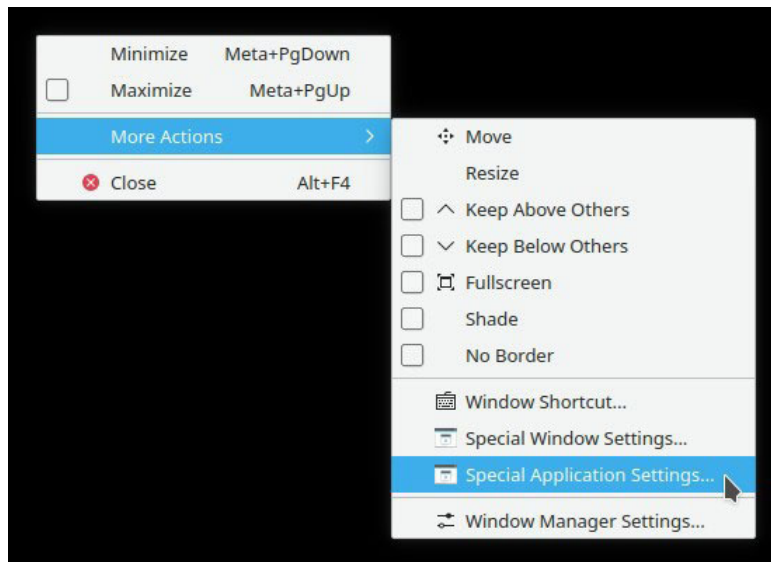 Minimize Meta+PgDown
Maximize Meta+PgUp
More Actions
Close Alt+F4
Move
Resize
Keep Above Others
Keep Below Others
Fullscreen
Shade
No Border
Window Shortcut...
Special Window Settings...
Special Application Settings...
Window Manager Settings...